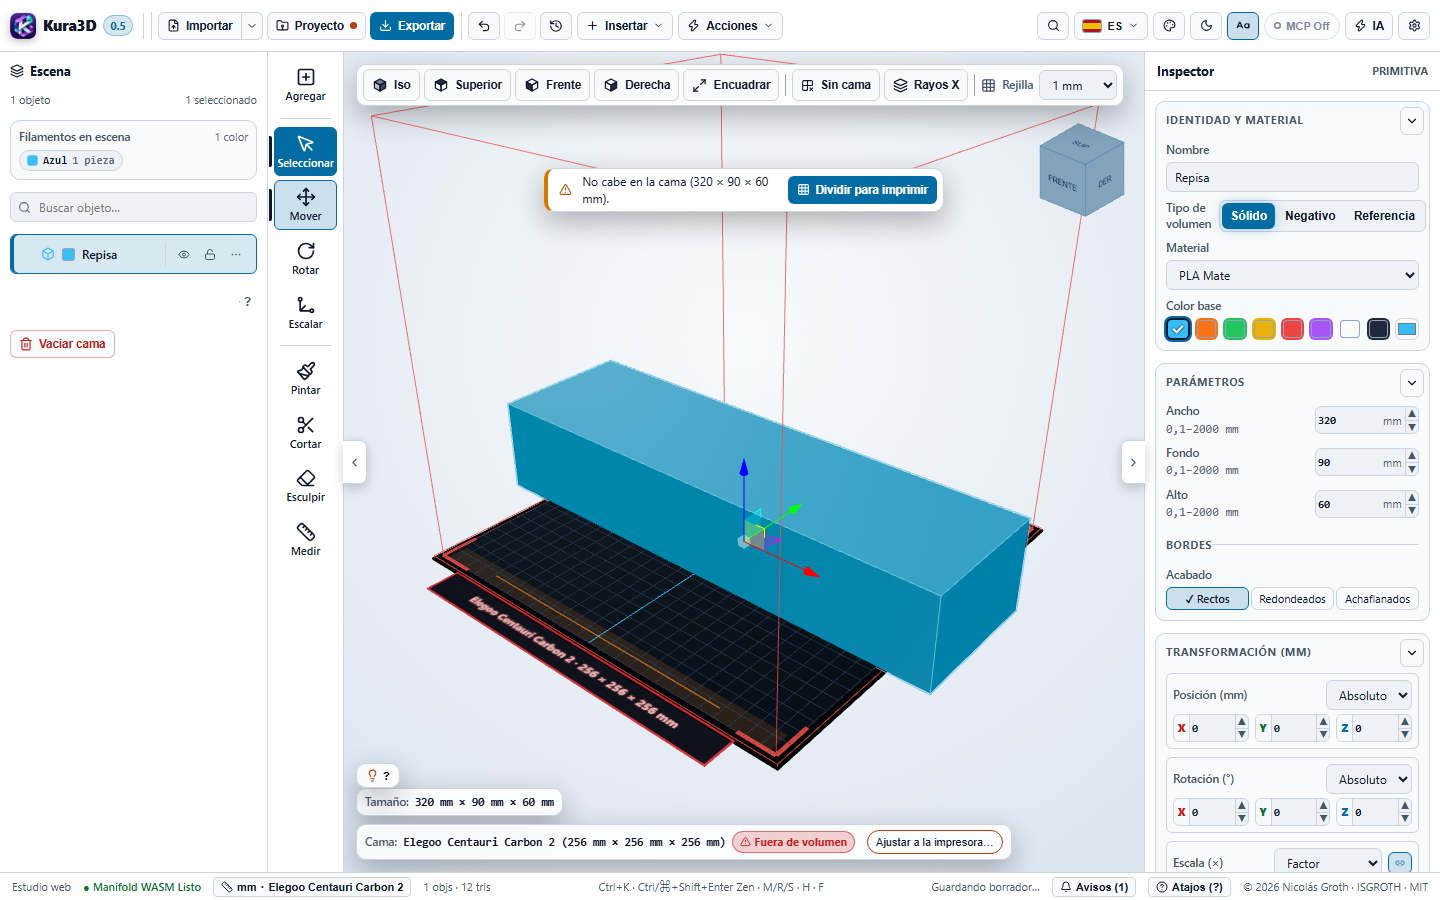 Kura3D 0.5 Importar Proyecto Exportar Insertar Acciones ES Aa MCP Off IA
Escena
1 objeto 1 seleccionado
Filamentos en escena 1 color
Azul 1 pieza
Buscar objeto...
Repisa
?
Vaciar cama
Agregar
Seleccionar
Mover
Rotar
Escalar
Pintar
Cortar
Esculpir
Medir
Iso Superior Frente Derecha Encuadrar Sin cama Rayos X Rejilla 1 mm
No cabe en la cama (320 × 90 × 60
mm).
Dividir para imprimir
SUP
FRENTE
DER
Elegoo Centauri Carbon 2 · 256 × 256 × 256 mm
?
Tamaño: 320 mm × 90 mm × 60 mm
Cama: Elegoo Centauri Carbon 2 (256 mm × 256 mm × 256 mm) Fuera de volumen Ajustar a la impresora...
Inspector PRIMITIVA
IDENTIDAD Y MATERIAL
Nombre
Repisa
Tipo de
volumen
Sólido Negativo Referencia
Material
PLA Mate
Color base
PARÁMETROS
Ancho
0,1–2000 mm
320 mm
Fondo
0,1–2000 mm
90 mm
Alto
0,1–2000 mm
60 mm
BORDES
Acabado
✓ Rectos Redondeados Achaflanados
TRANSFORMACIÓN (MM)
Posición (mm) Absoluto
X 0 Y 0 Z 0
Rotación (°) Absoluto
X 0 Y 0 Z 0
Escala (×) Factor
Estudio web ● Manifold WASM Listo mm · Elegoo Centauri Carbon 2 1 objs · 12 tris Ctrl+K · Ctrl/⌘+Shift+Enter Zen · M/R/S · H · F Guardando borrador... Avisos (1) Atajos (?) © 2026 Nicolás Groth · ISGROTH · MIT